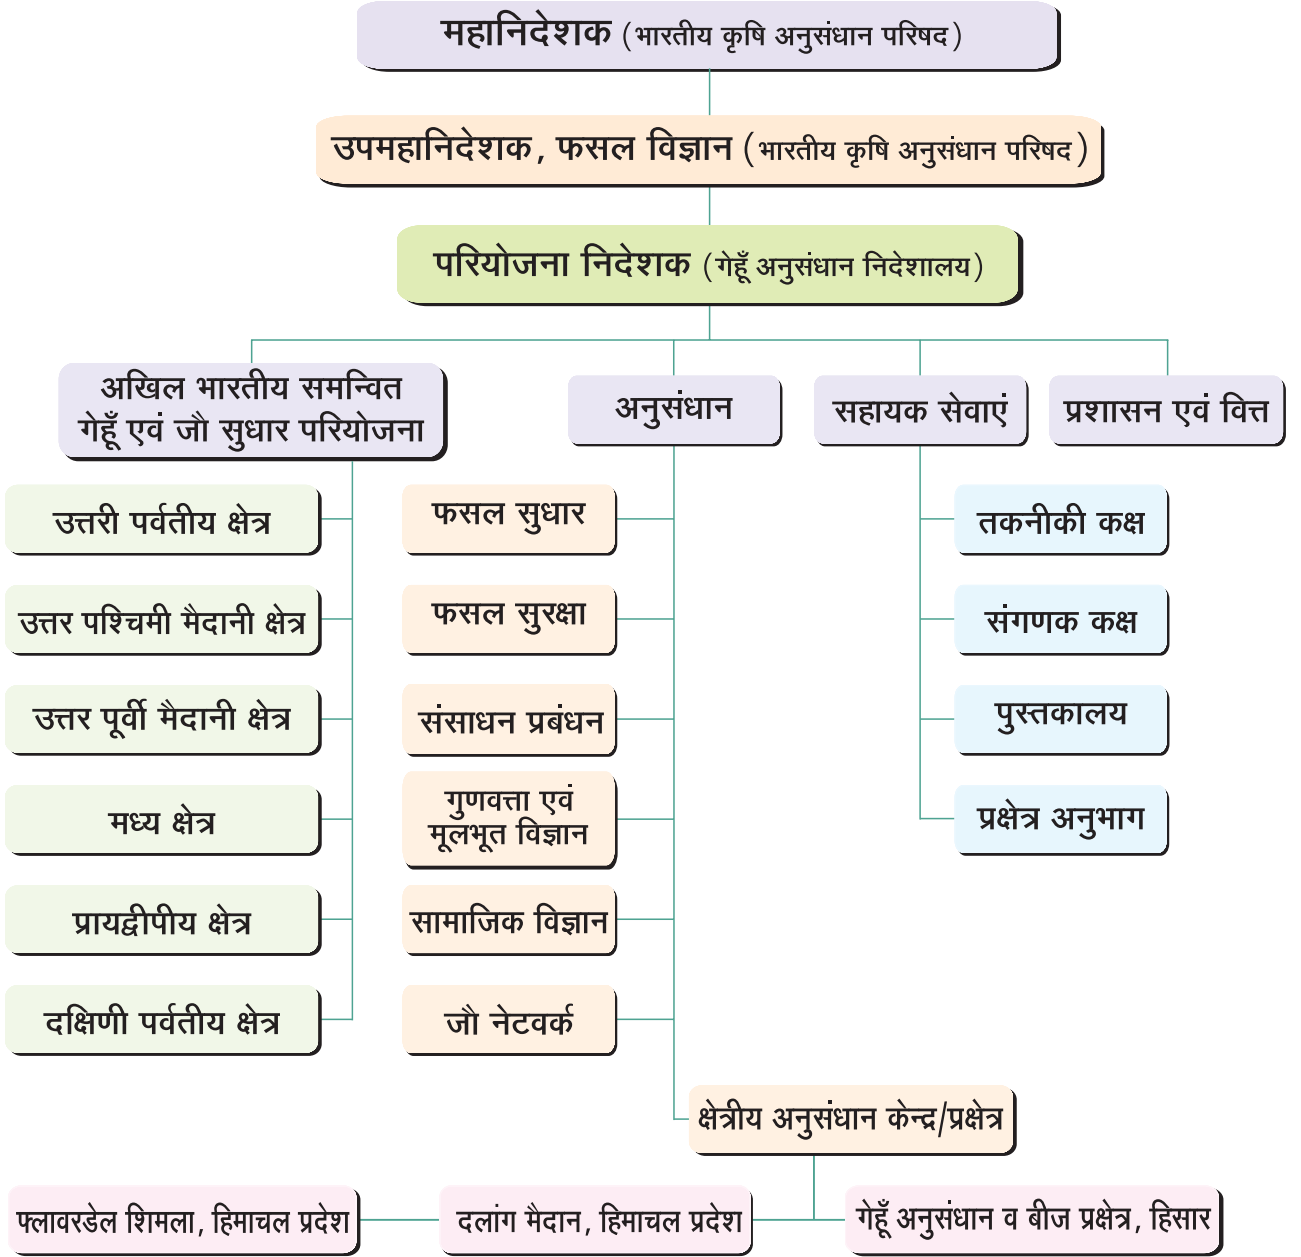 महानिदेशक (भारतीय कृषि अनुसंधान परिषद)
उपमहानिदेशक, फसल विज्ञान (भारतीय कृषि अनुसंधान परिषद)
परियोजना निदेशक (गेहूँ अनुसंधान निदेशालय)
अखिल भारतीय समन्वित
गेहूँ एवं जौ सुधार परियोजना
अनुसंधान
सहायक सेवाएं
प्रशासन एवं वित्त
उत्तरी पर्वतीय क्षेत्र
उत्तर पश्चिमी मैदानी क्षेत्र
उत्तर पूर्वी मैदानी क्षेत्र
मध्य क्षेत्र
प्रायद्वीपीय क्षेत्र
दक्षिणी पर्वतीय क्षेत्र
फसल सुधार
फसल सुरक्षा
संसाधन प्रबंधन
गुणवत्ता एवं
मूलभूत विज्ञान
सामाजिक विज्ञान
जौ नेटवर्क
तकनीकी कक्ष
संगणक कक्ष
पुस्तकालय
प्रक्षेत्र अनुभाग
क्षेत्रीय अनुसंधान केन्द्र/प्रक्षेत्र
फ्लावरडेल शिमला, हिमाचल प्रदेश
दलांग मैदान, हिमाचल प्रदेश
गेहूँ अनुसंधान व बीज प्रक्षेत्र, हिसार